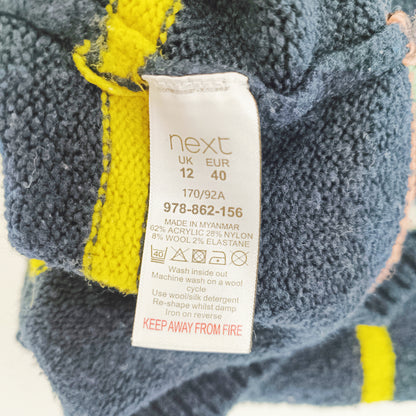 next
UK EUR
12 40
170/92A
978-862-156
MADE IN MYANMAR
62% ACRYLIC 28% NYLON
8% WOOL 2% ELASTANE
40
Wash inside out
Machine wash on a wool
cycle
Use wool/silk detergent
Re-shape whilst damp
Iron on reverse
KEEP AWAY FROM FIRE